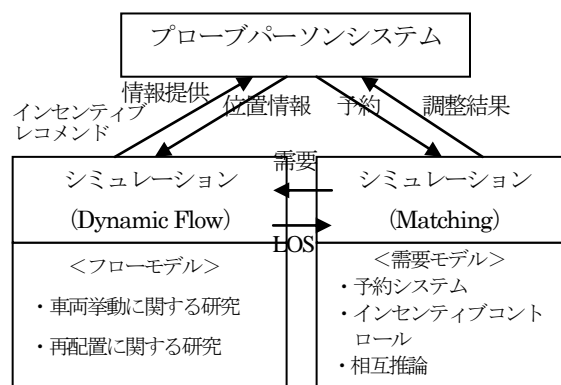 プローブパーソンシステム
情報提供
インセンティブ
レコメンド
位置情報
予約
調整結果
需要
シミュレーション
(Dynamic Flow)
シミュレーション
(Matching)
LOS
＜フローモデル＞
・車両挙動に関する研究
・再配置に関する研究
＜需要モデル＞
・予約システム
・インセンティブコント
ロール
・相互推論